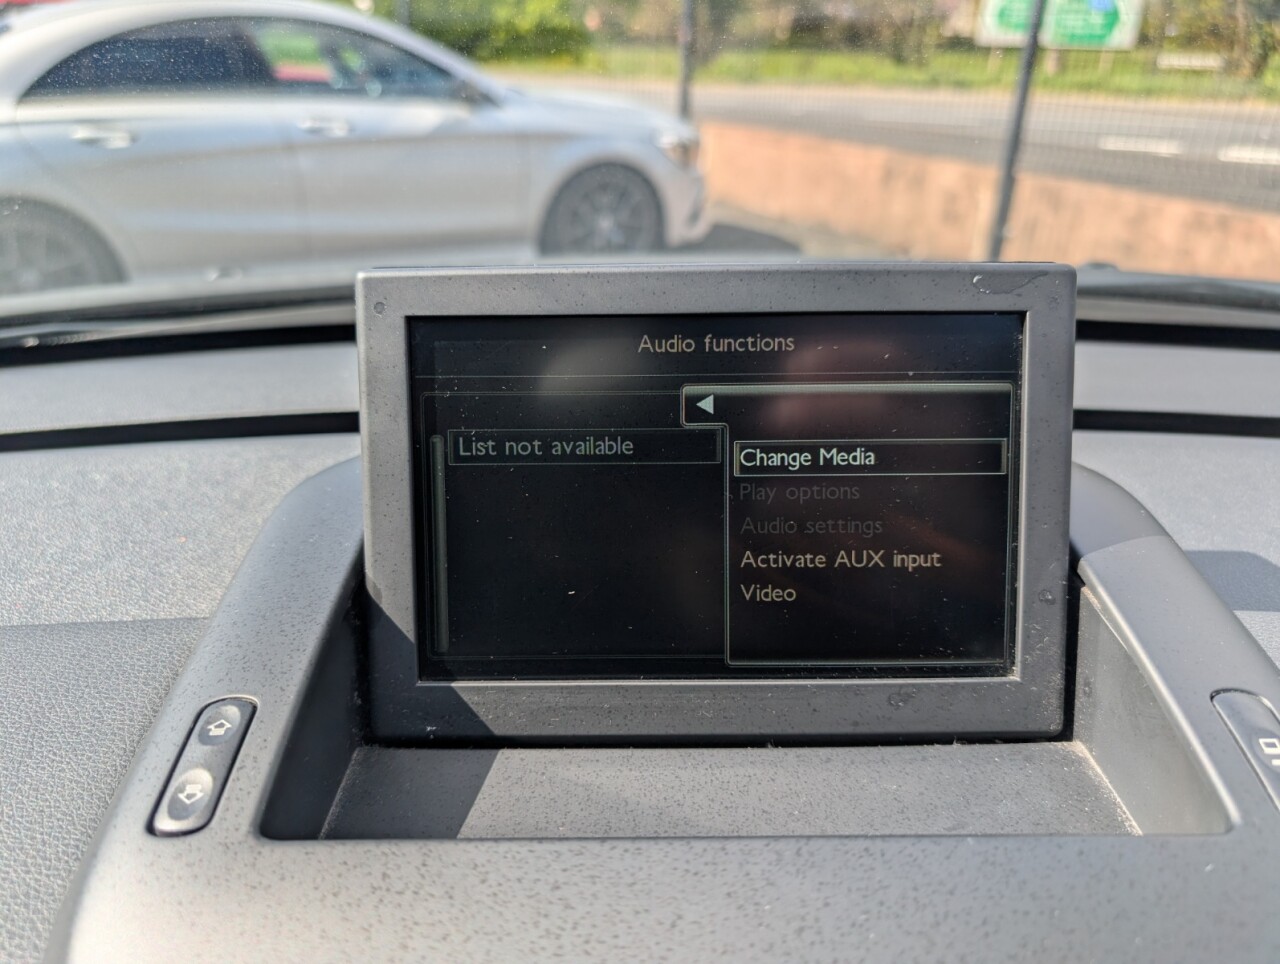 Audio functions
List not available
Change Media
Play options
Audio settings
Activate AUX input
Video